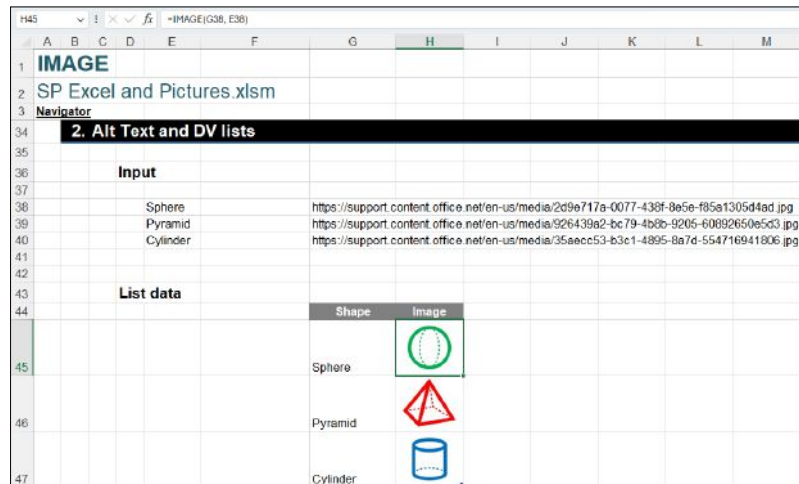 H45 fx =IMAGE(G38, E38)
A B C D E F G H I J K L M
1 IMAGE
2 SP Excel and Pictures.xlsm
3 Navigator
34 2. Alt Text and DV lists
35
36 Input
37
38 Sphere https://support.content.office.net/en-us/media/2d9e717a-0077-438f-8e5e-f85a1305d4ad.jpg
39 Pyramid https://support.content.office.net/en-us/media/926439a2-bc79-4b8b-9205-60892650e5d3.jpg
40 Cylinder https://support.content.office.net/en-us/media/35aecc53-b3c1-4895-8a7d-554716941806.jpg
41
42
43 List data
44 Shape Image
45 Sphere
46 Pyramid
47 Cylinder